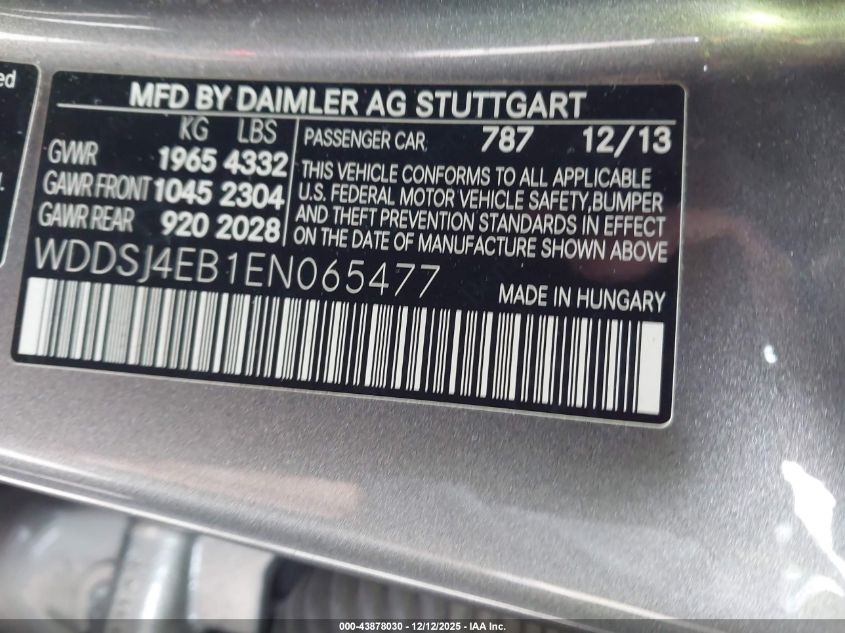 ed
MFD BY DAIMLER AG STUTTGART
KG LBS
GVWR 1965 4332
GAWR FRONT 1045 2304
GAWR REAR 920 2028
PASSENGER CAR 787 12/13
THIS VEHICLE CONFORMS TO ALL APPLICABLE
U.S. FEDERAL MOTOR VEHICLE SAFETY, BUMPER
AND THEFT PREVENTION STANDARDS IN EFFECT
ON THE DATE OF MANUFACTURE SHOWN ABOVE
WDDSJ4EB1EN065477
MADE IN HUNGARY
000-43878030 - 12/12/2025 - IAA Inc.